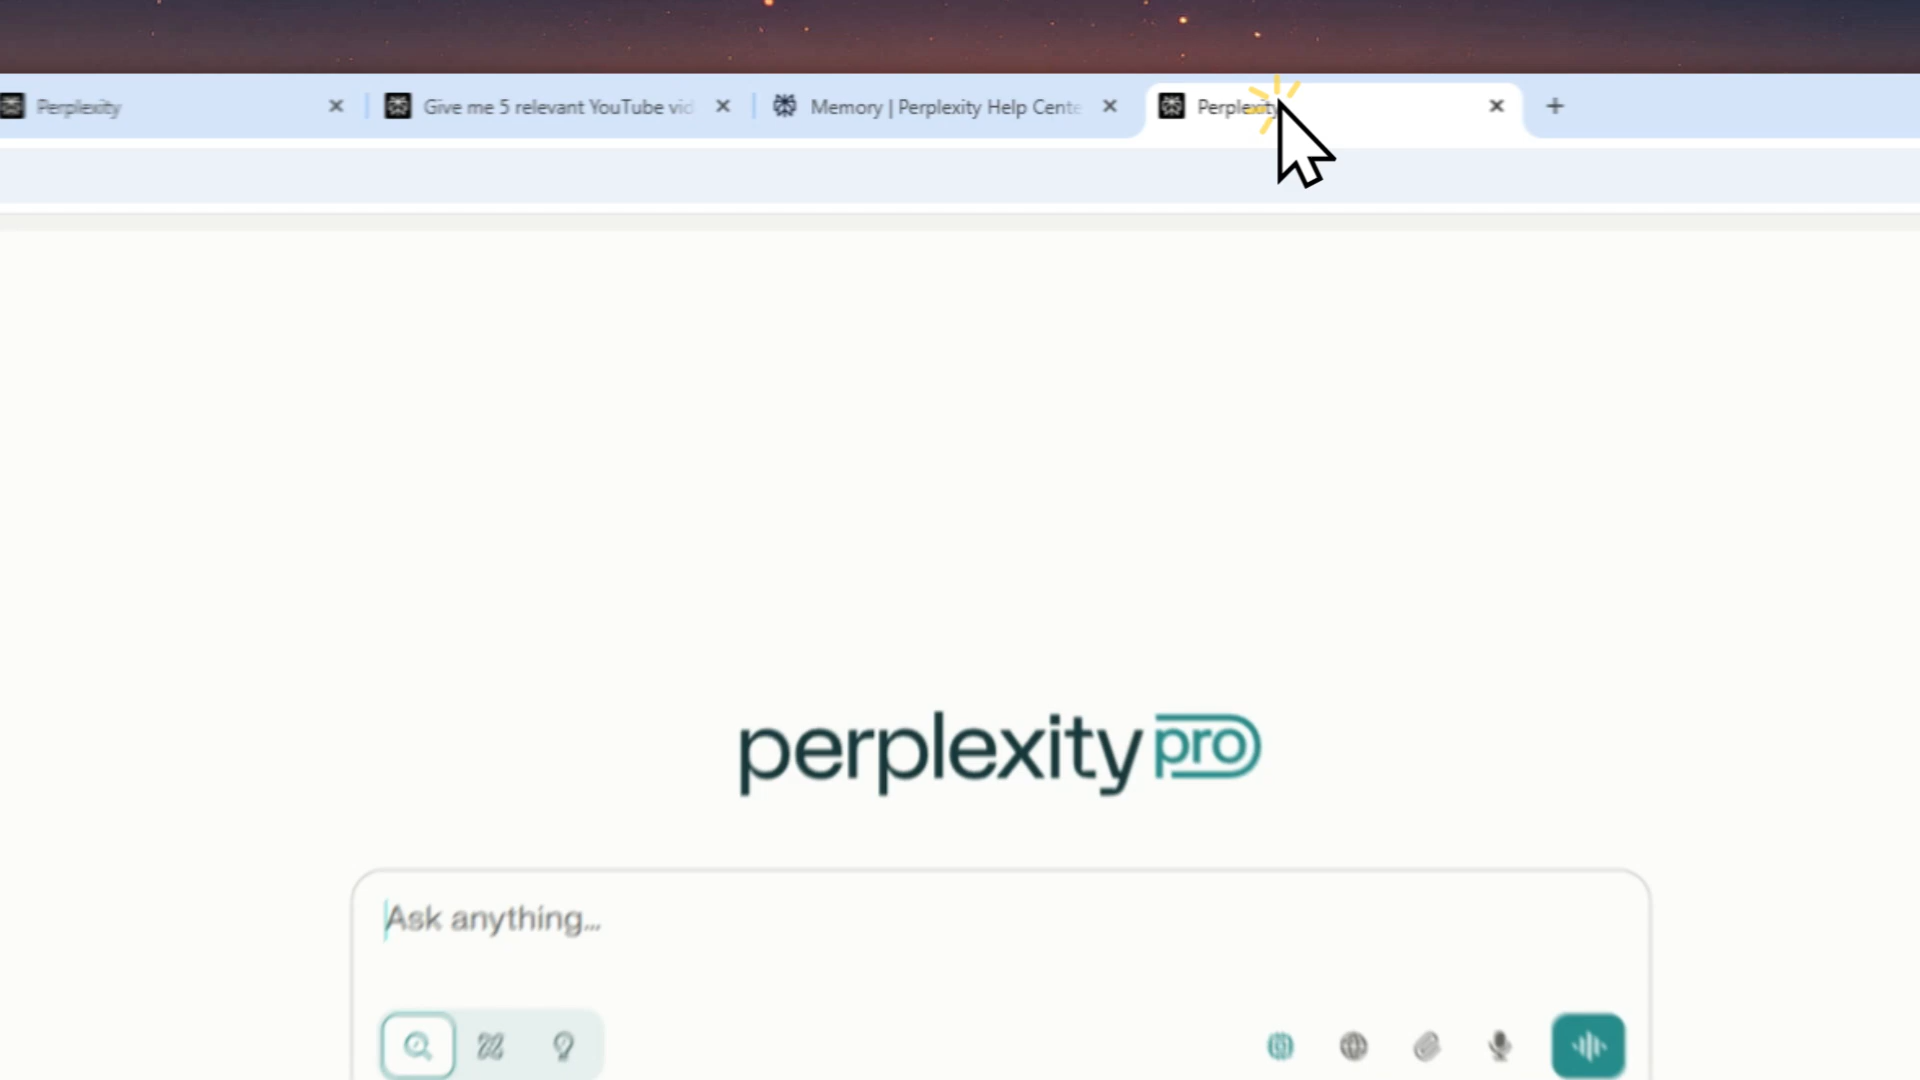 Perplexity
Give me 5 relevant YouTube vid
Memory | Perplexity Help Cente
Perplexity
perplexity pro
Ask anything...